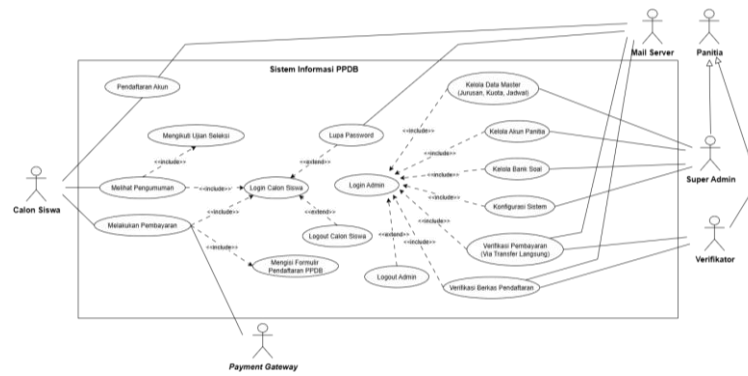 Mail Server
Panitia
Sistem Informasi PPDB
Pendaftaran Akun
Kelola Data Master
(Jurusan, Kuota, Jadwal)
Mengikuti Ujian Seleksi
Lupa Password
<<include>>
Kelola Akun Panitia
<<include>>
<<include>>
<<extend>>
<<include>>
Kelola Bank Soal
Super Admin
Calon Siswa
Melihat Pengumuman
<<include>>
Login Calon Siswa
Login Admin
<<include>>
Konfigurasi Sistem
Melakukan Pembayaran
<<include>>
<<extend>>
<<include>>
Logout Calon Siswa
<<extend>>
<<include>>
Verifikasi Pembayaran
(Via Transfer Langsung)
Verifikator
<<include>>
Mengisi Formulir
Pendaftaran PPDB
Logout Admin
Verifikasi Berkas Pendaftaran
Payment Gateway